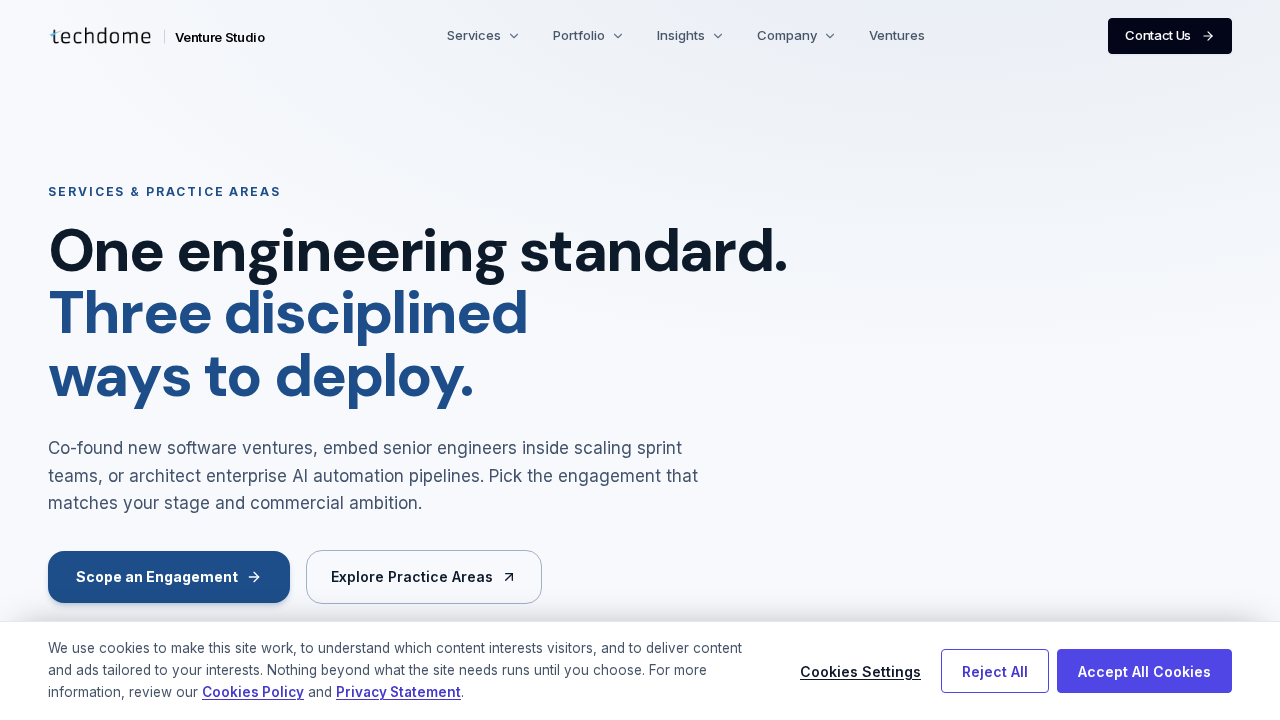 techdome
Venture Studio
Services
Portfolio
Insights
Company
Ventures
Contact Us
SERVICES & PRACTICE AREAS
One engineering standard.
Three disciplined
ways to deploy.
Co-found new software ventures, embed senior engineers inside scaling sprint
teams, or architect enterprise AI automation pipelines. Pick the engagement that
matches your stage and commercial ambition.
Scope an Engagement
Explore Practice Areas
We use cookies to make this site work, to understand which content interests visitors, and to deliver content
and ads tailored to your interests. Nothing beyond what the site needs runs until you choose. For more
information, review our Cookies Policy and Privacy Statement.
Cookies Settings
Reject All
Accept All Cookies